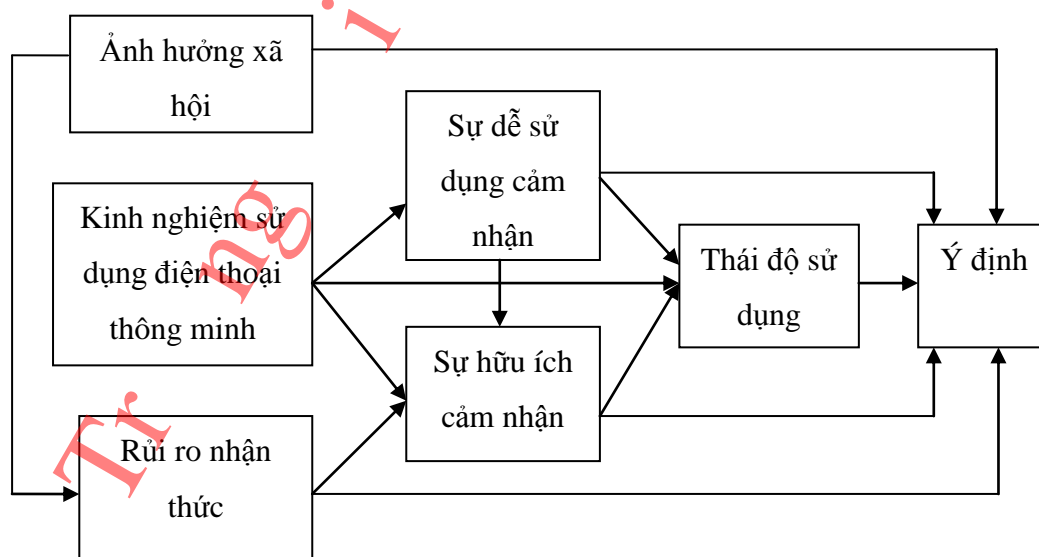 Ảnh hưởng xã
hội
Kinh nghiệm sử
dụng điện thoại
thông minh
Rủi ro nhận
thức
Sự dễ sử
dụng cảm
nhận
Sự hữu ích
cảm nhận
Thái độ sử
dụng
Ý định